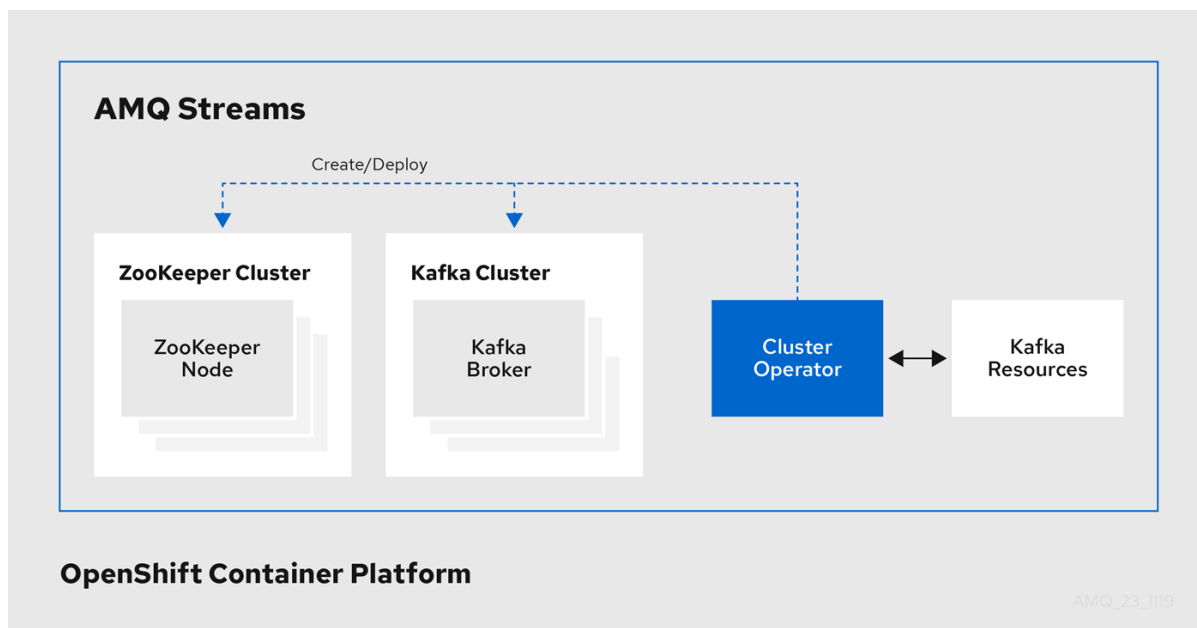 AMQ Streams
Create/Deploy
ZooKeeper Cluster
ZooKeeper
Node
Kafka Cluster
Kafka
Broker
Cluster
Operator
Kafka
Resources
OpenShift Container Platform
AMQ_23_1119